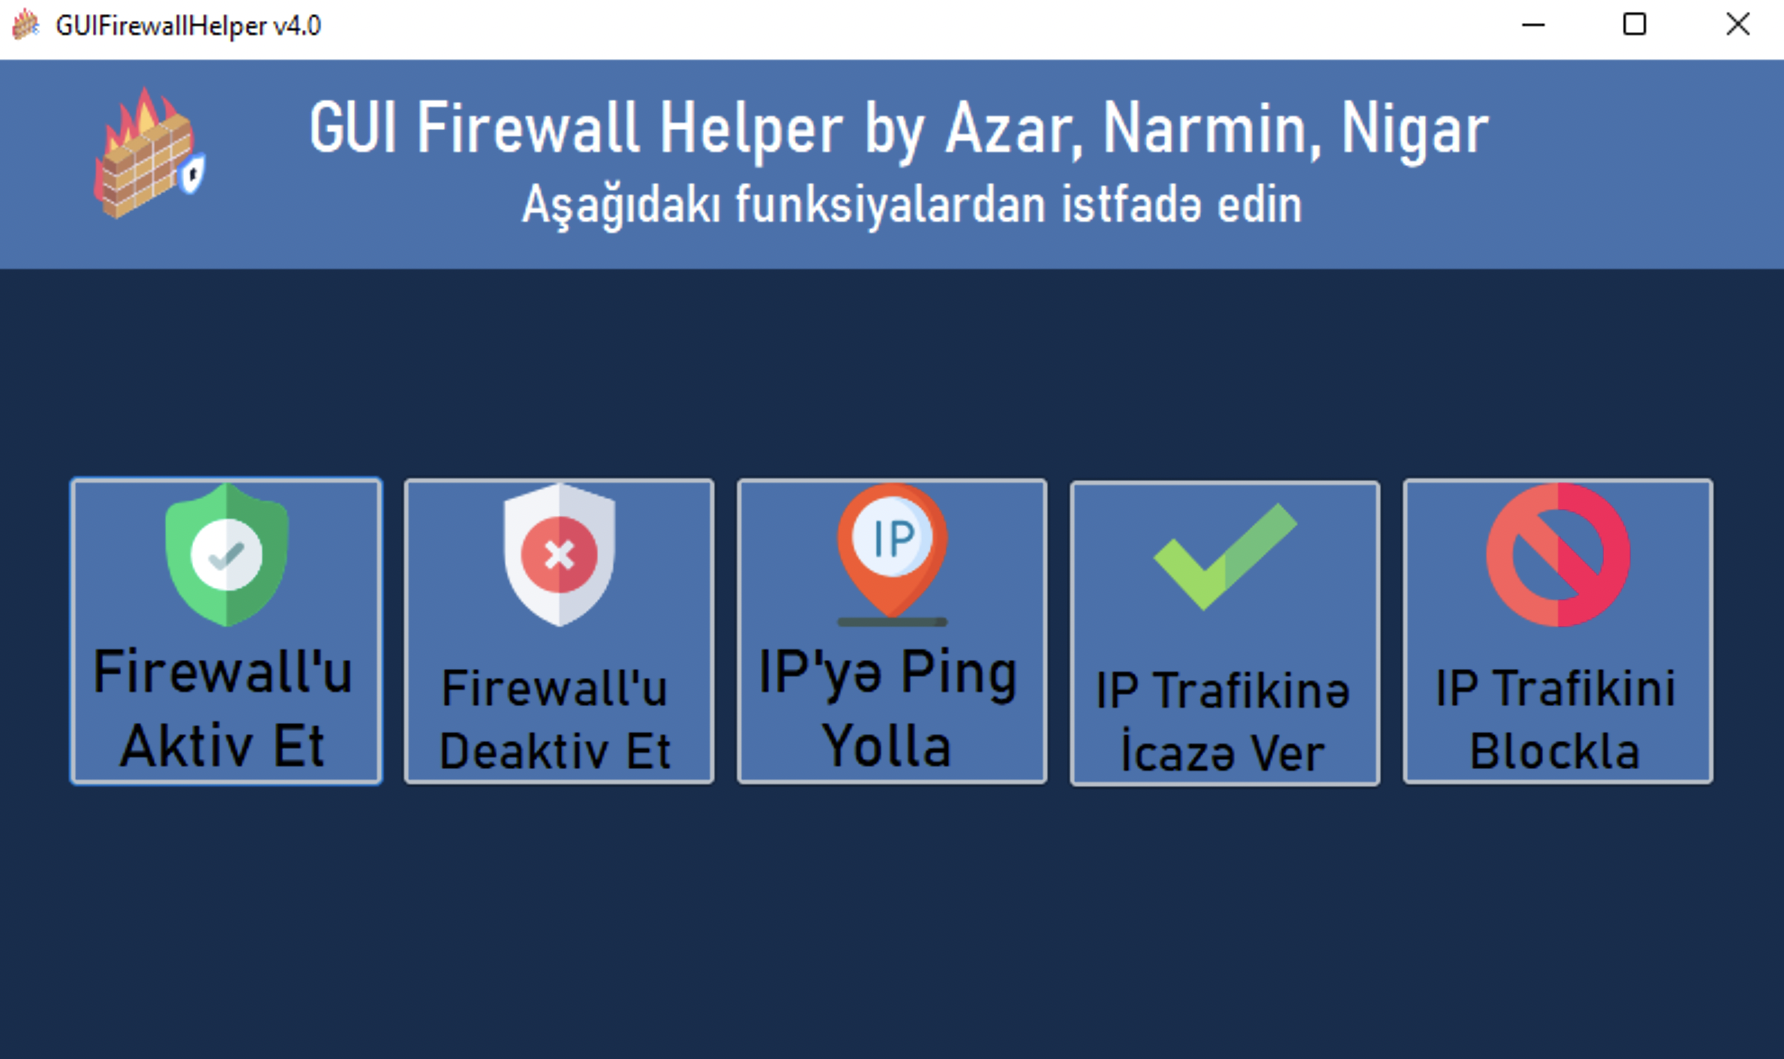 GUIFirewallHelper v4.0
GUI Firewall Helper by Azar, Narmin, Nigar
Aşağıdakı funksiyalardan istfadə edin
Firewall'u
Aktiv Et
Firewall'u
Deaktiv Et
IP
IP'yə Ping
Yolla
IP Trafikinə
İcazə Ver
IP Trafikini
Blockla